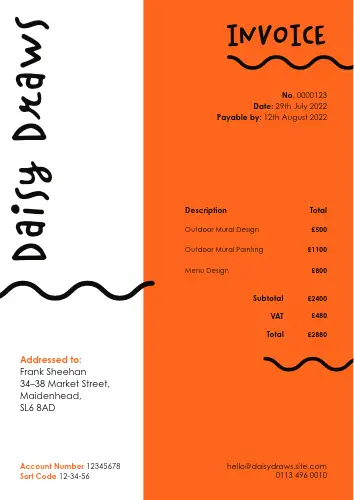 Daisy Draws
INVOICE
No. 0000123
Date: 29th July 2022
Payable by: 12th August 2022
Description Total
Outdoor Mural Design £500
Outdoor Mural Painting £1100
Menu Design £800
Subtotal £2400
VAT £480
Total £2880
Addressed to:
Frank Sheehan
34–38 Market Street,
Maidenhead,
SL6 8AD
Account Number 12345678
Sort Code 12-34-56
hello@daisydraws.site.com
0113 496 0010